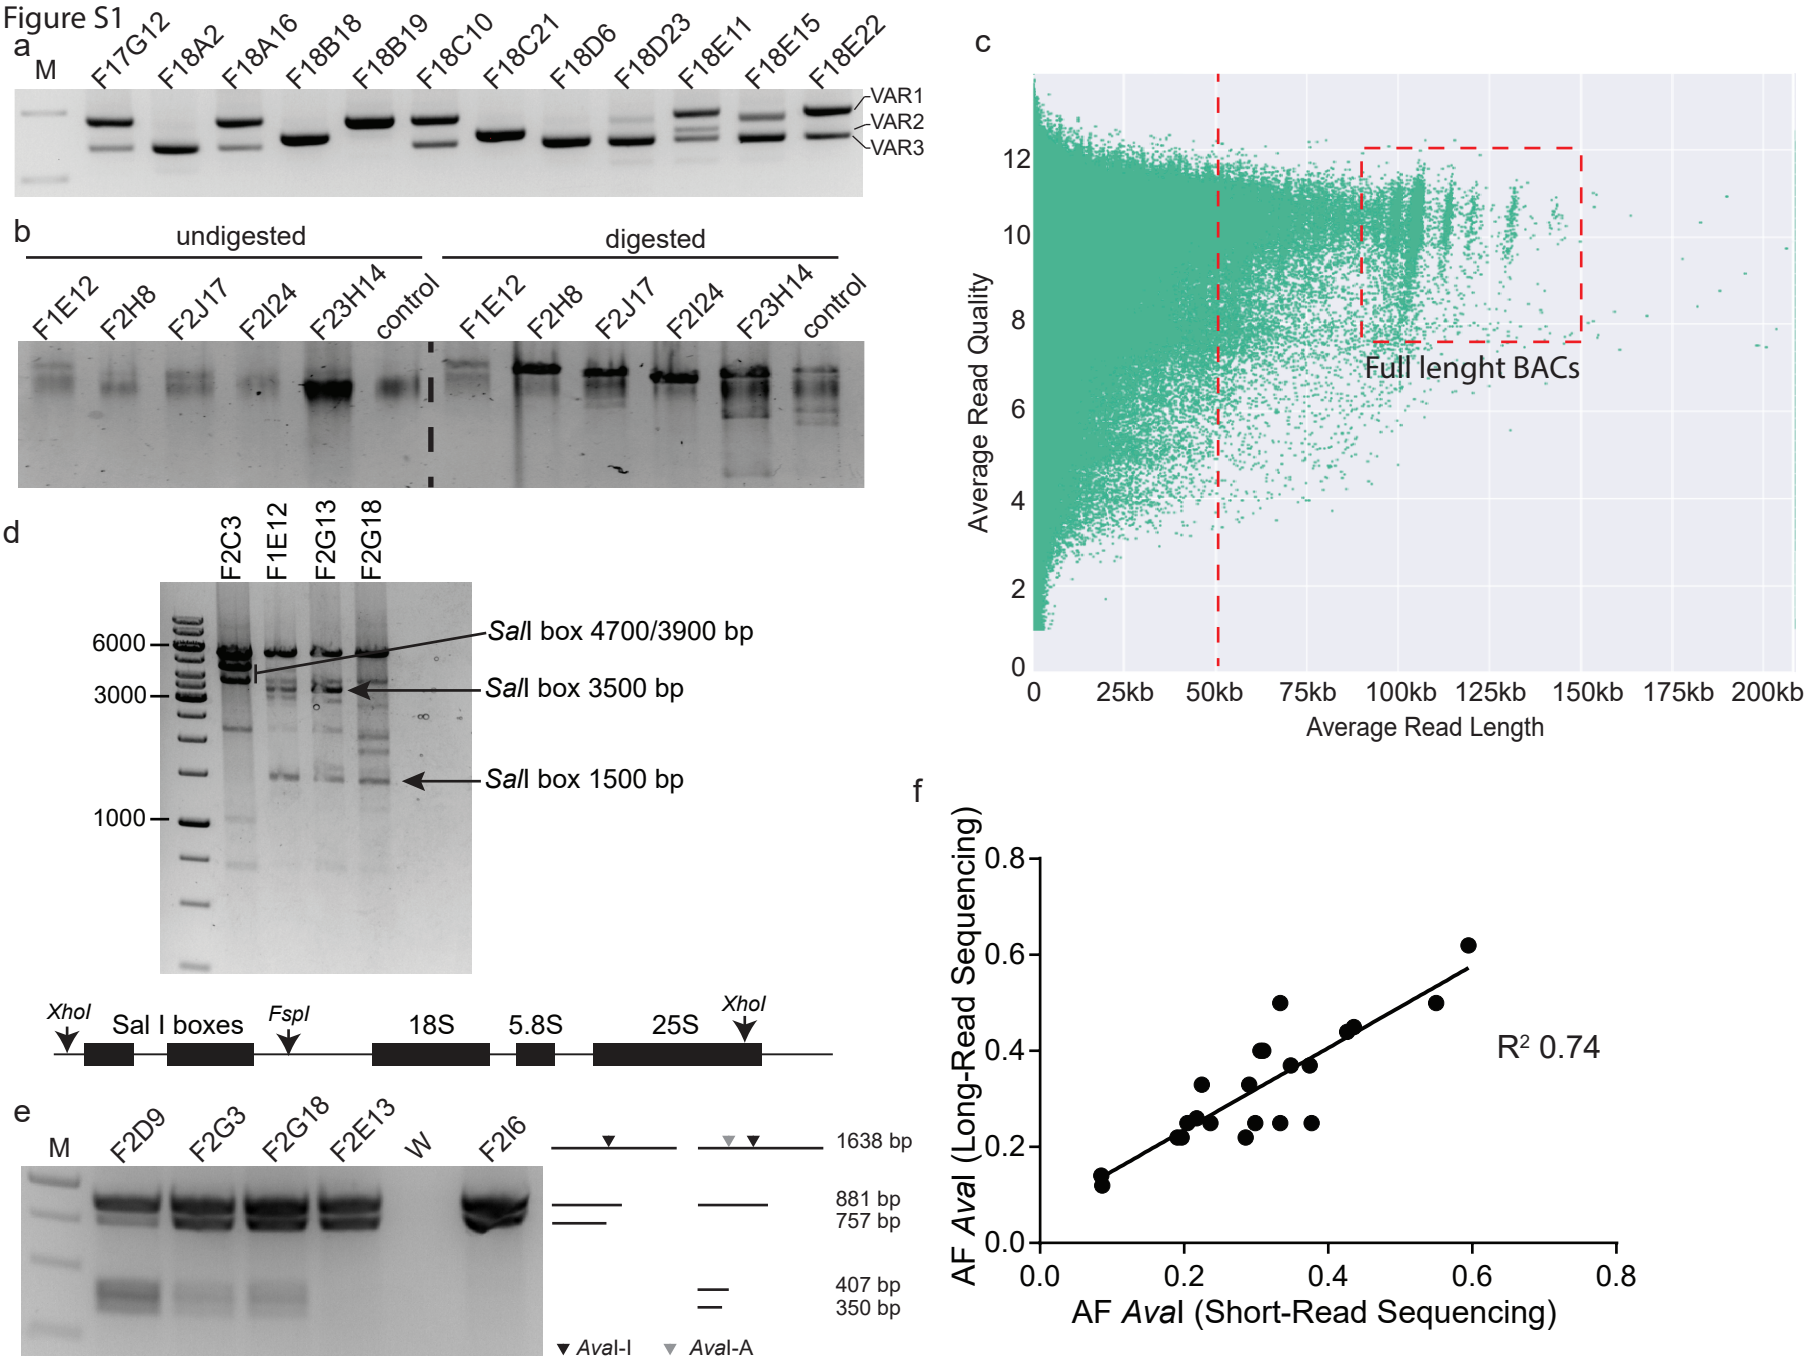 Figure S1
a
M
F17G12
F18A2
F18A16
F18B18
F18B19
F18C10
F18C21
F18D6
F18D23
F18E11
F18E15
F18E22
VAR1
VAR2
VAR3
b
undigested
digested
F1E12
F2H8
F2J17
F2I24
F23H14
control
F1E12
F2H8
F2J17
F2I24
F23H14
control
c
Average Read Quality
12
10
8
6
4
2
0
Full lenght BACs
0 25kb 50kb 75kb 100kb 125kb 150kb 175kb 200kb
Average Read Length
d
F2C3
F1E12
F2G13
F2G18
6000
3000
1000
SalI box 4700/3900 bp
SalI box 3500 bp
SalI box 1500 bp
XhoI
Sal I boxes
FspI
18S
5.8S
25S
XhoI
e
M
F2D9
F2G3
F2G18
F2E13
W
F2I6
1638 bp
881 bp
757 bp
407 bp
350 bp
AvaI-I
AvaI-A
f
AF AvaI (Long-Read Sequencing)
0.8
0.6
0.4
0.2
0.0
R² 0.74
0.0 0.2 0.4 0.6 0.8
AF AvaI (Short-Read Sequencing)